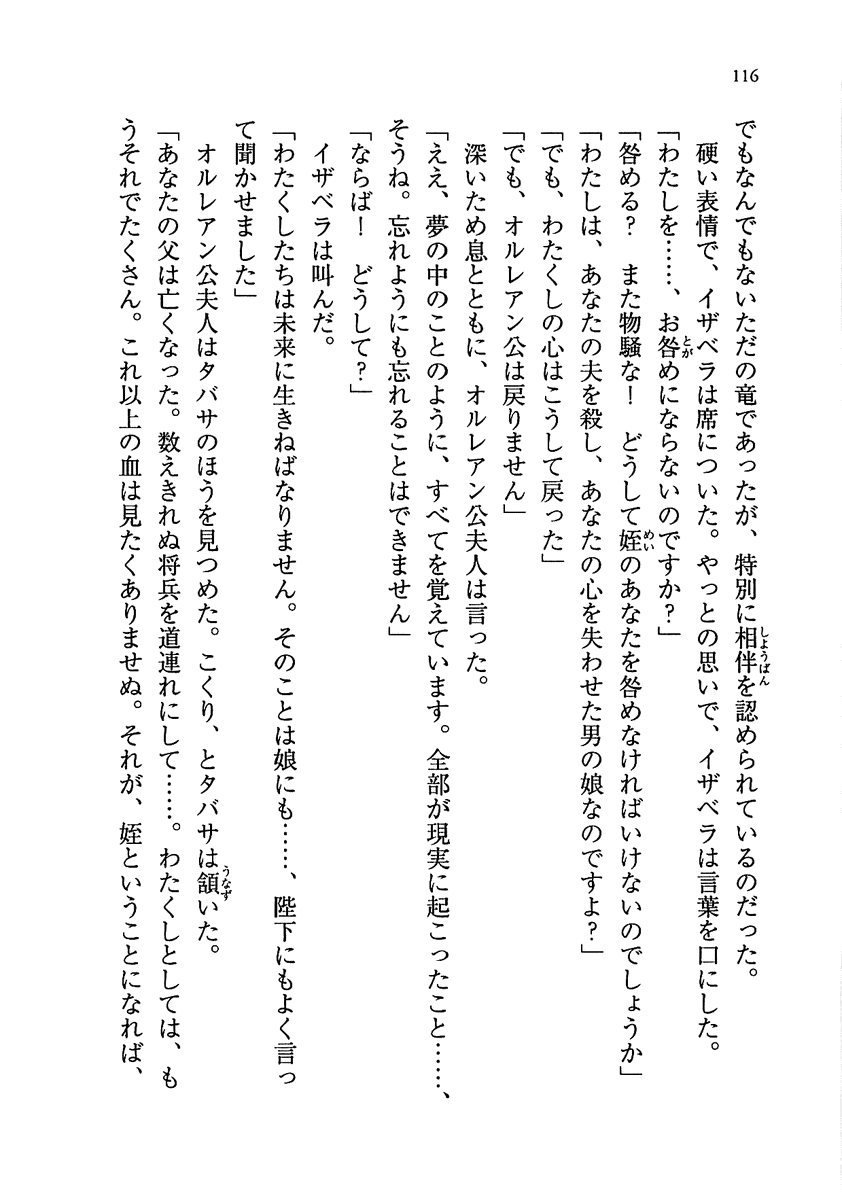 116
でもなんでもないただの竜であったが、特別に相伴を認められているのだった。
しょうばん
硬い表情で、イザベラは席についた。やっとの思いで、イザベラは言葉を口にした。
「わたしを……、お咎めにならないのですか？」
とが
「咎める？　また物騒な！　どうして姪のあなたを咎めなければいけないのでしょうか」
めい
「わたしは、あなたの夫を殺し、あなたの心を失わせた男の娘なのですよ？」
「でも、わたくしの心はこうして戻った」
「でも、オルレアン公は戻りません」
深いため息とともに、オルレアン公夫人は言った。
「ええ、夢の中のことのように、すべてを覚えています。全部が現実に起こったこと……、
そうね。忘れようにも忘れることはできません」
「ならば！　どうして？」
イザベラは叫んだ。
「わたくしたちは未来に生きねばなりません。そのことは娘にも……、陛下にもよく言っ
て聞かせました」
オルレアン公夫人はタバサのほうを見つめた。こくり、とタバサは頷いた。
うなず
「あなたの父は亡くなった。数えきれぬ将兵を道連れにして……。わたくしとしては、も
うそれでたくさん。これ以上の血は見たくありませぬ。それが、姪ということになれば、